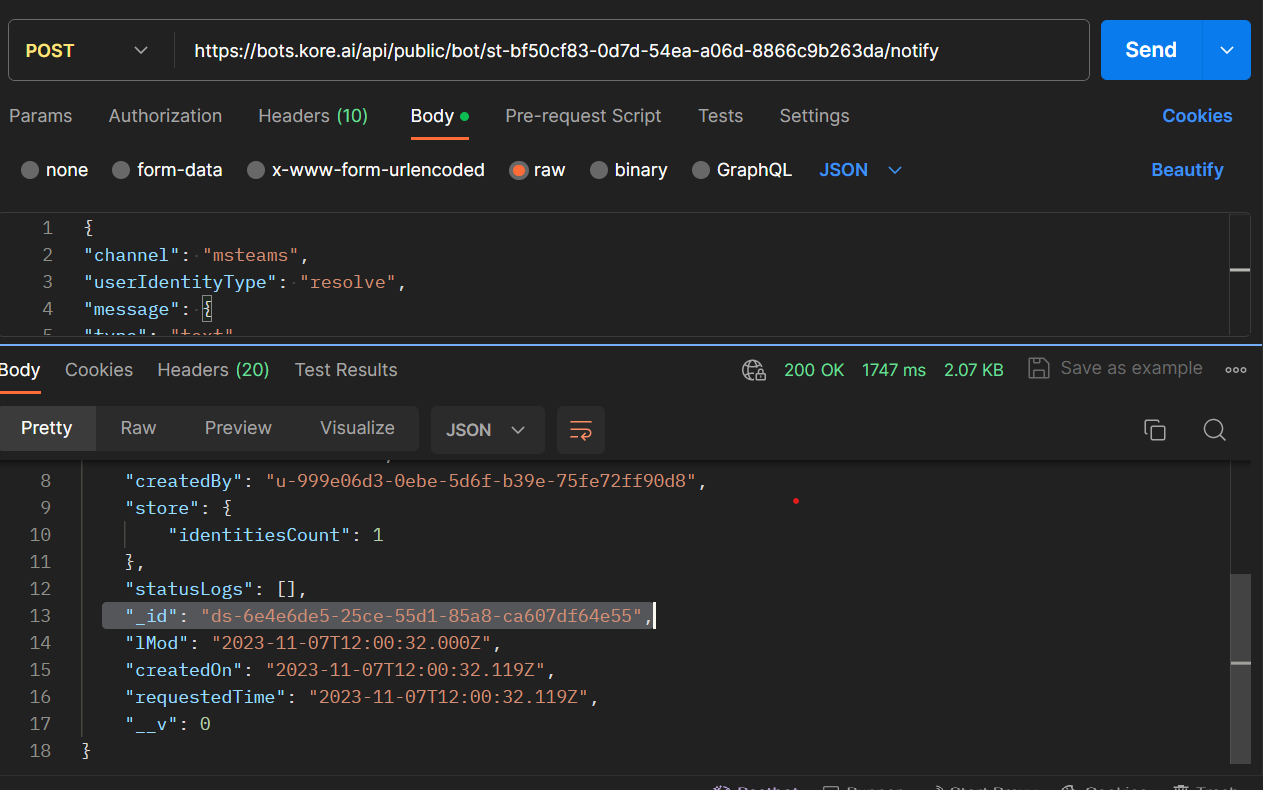 POST https://bots.kore.ai/api/public/bot/st-bf50cf83-0d7d-54ea-a06d-8866c9b263da/notify Send
Params Authorization Headers (10) Body Pre-request Script Tests Settings Cookies
none form-data x-www-form-urlencoded raw binary GraphQL JSON Beautify
1 {
2 "channel": "msteams",
3 "userIdentityType": "resolve",
4 "message": {
5 "type": "text"
Body Cookies Headers (20) Test Results 200 OK 1747 ms 2.07 KB Save as example
Pretty Raw Preview Visualize JSON
8 "createdBy": "u-999e06d3-0ebe-5d6f-b39e-75fe72ff90d8",
9 "store": {
10 "identitiesCount": 1
11 },
12 "statusLogs": [],
13 "_id": "ds-6e4e6de5-25ce-55d1-85a8-ca607df64e55",
14 "lMod": "2023-11-07T12:00:32.000Z",
15 "createdOn": "2023-11-07T12:00:32.119Z",
16 "requestedTime": "2023-11-07T12:00:32.119Z",
17 "__v": 0
18 }